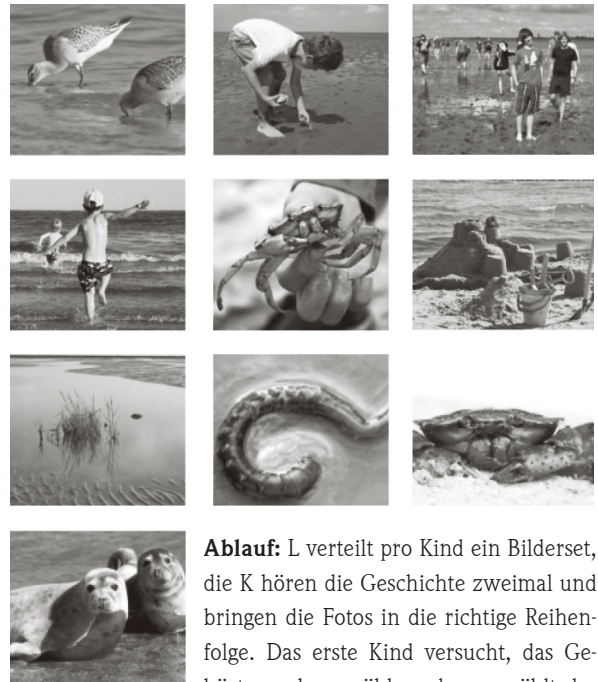 Ablauf: L verteilt pro Kind ein Bilderset,
die K hören die Geschichte zweimal und
bringen die Fotos in die richtige Reihen-
folge. Das erste Kind versucht, das Ge-